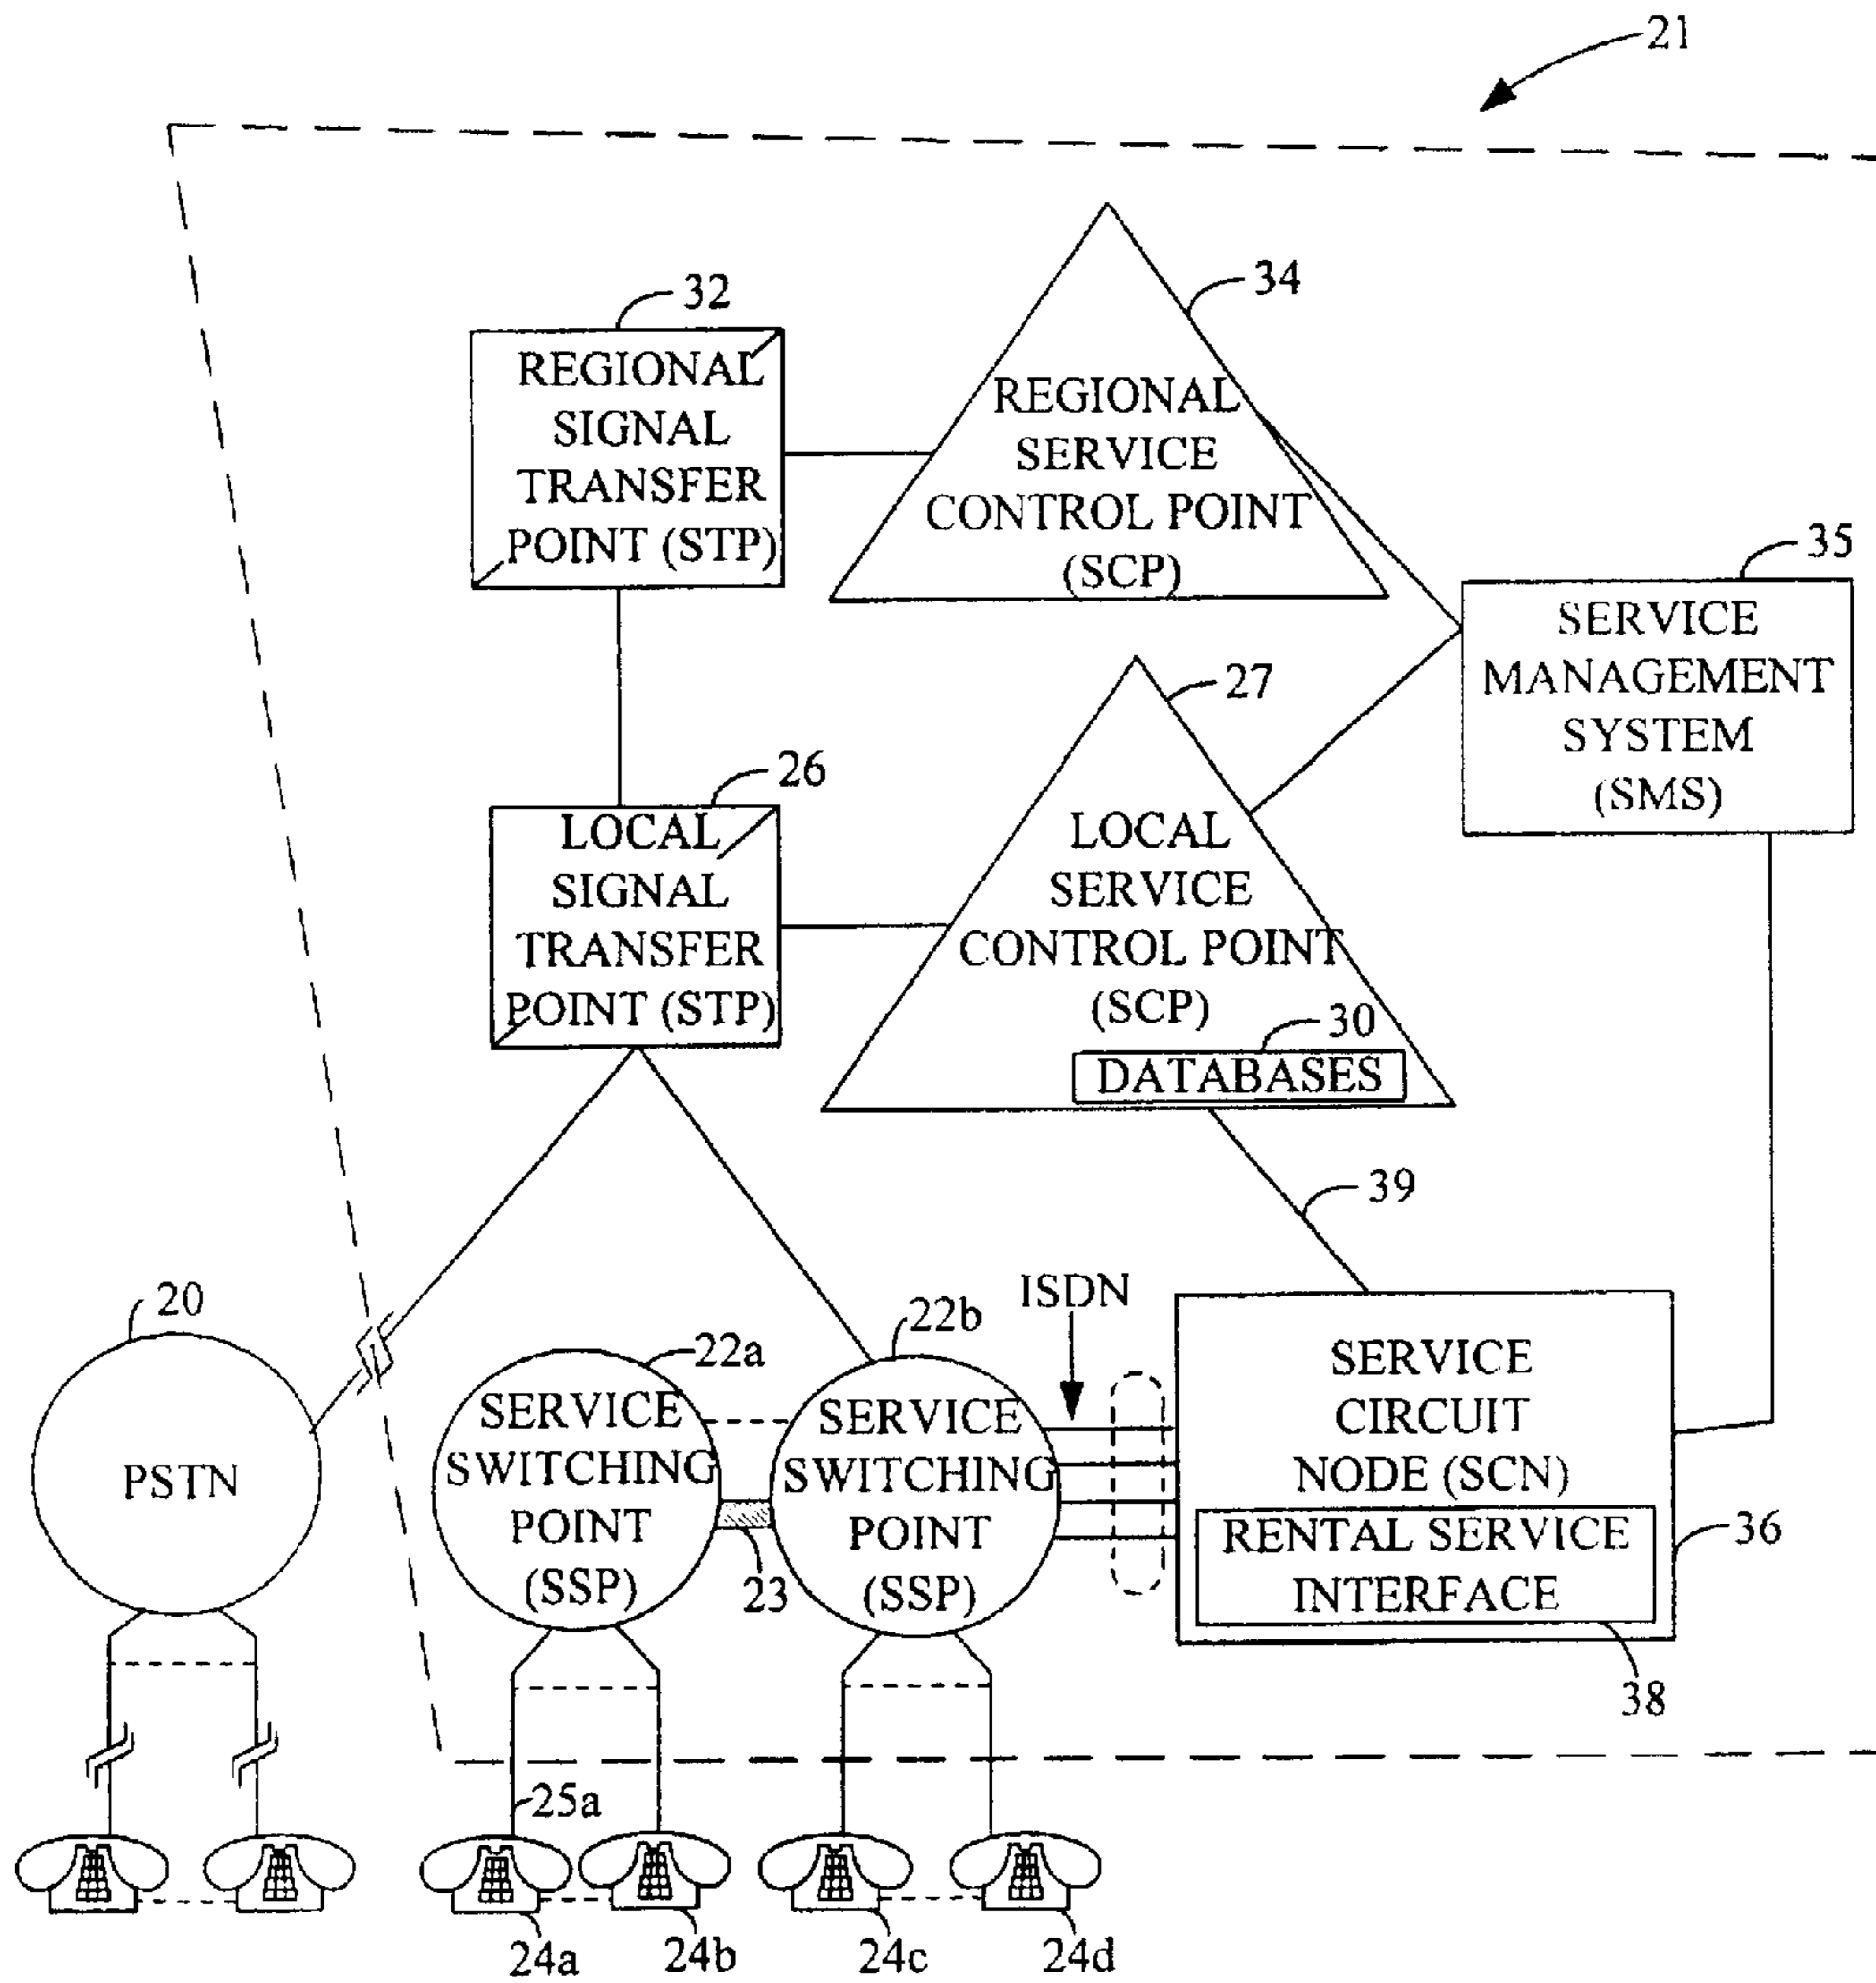 21
32
REGIONAL
SIGNAL
TRANSFER
POINT (STP)
34
REGIONAL
SERVICE
CONTROL POINT
(SCP)
35
SERVICE
MANAGEMENT
SYSTEM
(SMS)
26
LOCAL
SIGNAL
TRANSFER
POINT (STP)
27
LOCAL
SERVICE
CONTROL POINT
(SCP)
30
DATABASES
39
20
PSTN
22a
SERVICE
SWITCHING
POINT
(SSP)
23
22b
SERVICE
SWITCHING
POINT
(SSP)
ISDN
SERVICE
CIRCUIT
NODE (SCN)
36
RENTAL SERVICE
INTERFACE
38
25a
24a
24b
24c
24d